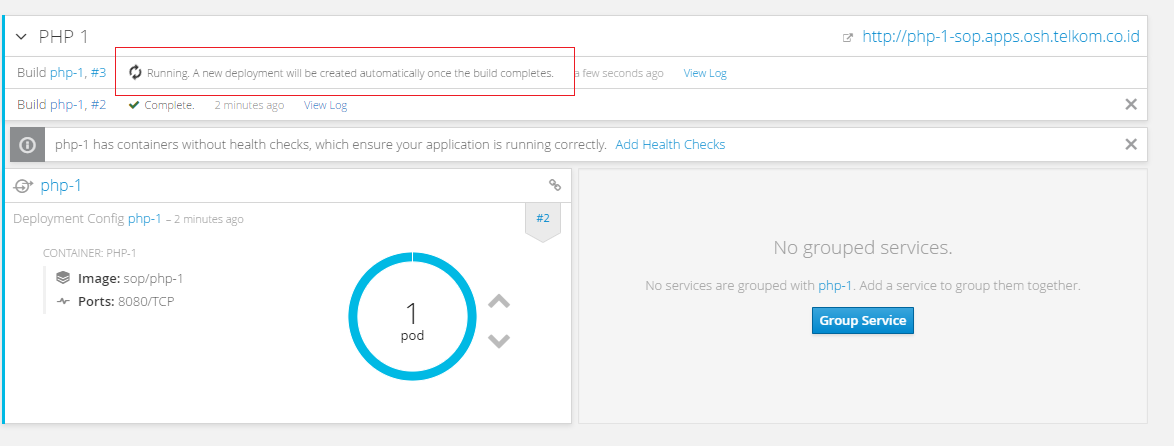 PHP 1
http://php-1-sop.apps.osh.telkom.co.id
Build php-1, #3 Running. A new deployment will be created automatically once the build completes. a few seconds ago View Log
Build php-1, #2 Complete. 2 minutes ago View Log
php-1 has containers without health checks, which ensure your application is running correctly. Add Health Checks
php-1
Deployment Config php-1 – 2 minutes ago
#2
CONTAINER: PHP-1
Image: sop/php-1
Ports: 8080/TCP
1
pod
No grouped services.
No services are grouped with php-1. Add a service to group them together.
Group Service